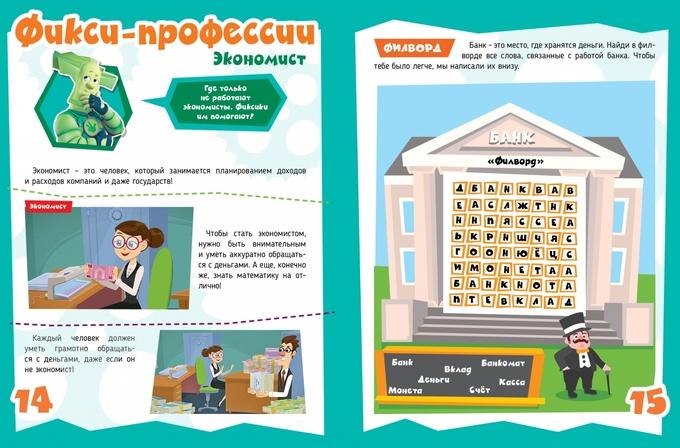 Фикси-профессии
Экономист
Где только
не работают
экономисты. Фиксики
им помогают?
Экономист – это человек, который занимается планированием доходов
и расходов компаний и даже государств!
Экономист
Чтобы стать экономистом,
нужно быть внимательным
и уметь аккуратно обращать-
ся с деньгами. А еще, конечно
же, знать математику на от-
лично!
Каждый человек должен
уметь грамотно обращать-
ся с деньгами, даже если он
не экономист!
14
ФИЛВОРД
Банк - это место, где хранятся деньги. Найди в фил-
ворде все слова, связанные с работой банка. Чтобы
тебе было легче, мы написали их внизу.
БАНК
«Филворд»
Д Б А Н К В А В
Е А С Л Ж Т Н К
Н Н П Я С С Е А
Ь К Р Н Ш Ч Я С
Г О О Н Ю Ё Ц С
И М О Н Е Т А А
Б А Н К Н О Т А
П Т Е В К Л А Д
Банк
Вклад
Банкомат
Деньги
Касса
Монета
Счёт
15